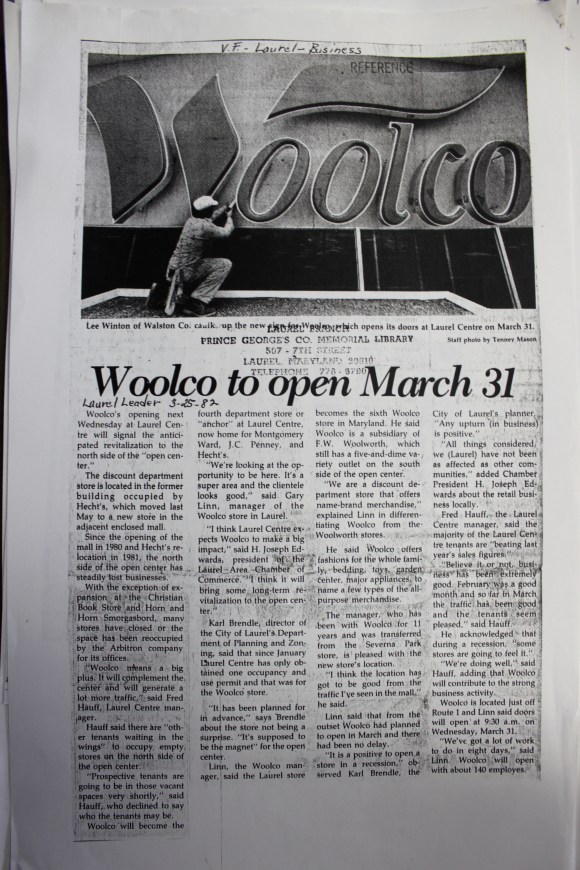 V.F. - Laurel - Business
REFERENCE
Woolco
Lee Winton of Walston Co. caulk up the new sign for Woolco, which opens its doors at Laurel Centre on March 31.
Staff photo by Tenney Mason
LAUREL BRANCH
PRINCE GEORGE'S CO. MEMORIAL LIBRARY
507 - 7TH STREET
LAUREL, MARYLAND
TELEPHONE 776-
Woolco to open March 31
Laurel Leader 3-25-82
Woolco's opening next
Wednesday at Laurel Cen-
tre will signal the antici-
pated revitalization to the
north side of the "open cen-
ter."
The discount department
store is located in the former
building occupied by
Hecht's, which moved last
May to a new store in the
adjacent enclosed mall.
Since the opening of the
mall in 1980 and Hecht's re-
location in 1981, the north
side of the open center has
steadily lost businesses.
With the exception of ex-
pansion at the Christian
Book Store and Horn and
Horn Smorgasbord, many
stores have closed or the
space has been reoccupied
by the Arbitron company
for its offices.
"Woolco means a big
plus. It will complement the
center and will generate a
lot more traffic," said Fred
Hauff, Laurel Centre man-
ager.
Hauff said there are "oth-
er tenants waiting in the
wings" to occupy empty
stores on the north side of
the open center.
"Prospective tenants are
going to be in those vacant
spaces very shortly," said
Hauff, who declined to say
who the tenants may be.
Woolco will become the
fourth department store or
"anchor" at Laurel Centre,
now home for Montgomery
Ward, J.C. Penney, and
Hecht's.
"We're looking at the op-
portunity to be here. It's a
super area and the clientele
looks good," said Gary
Linn, manager of the
Woolco store in Laurel.
"I think Laurel Centre ex-
pects Woolco to make a big
impact," said H. Joseph Ed-
wards, president of the
Laurel Area Chamber of
Commerce. "I think it will
bring some long-term re-
vitalization to the open cen-
ter."
Karl Brendle, director of
the City of Laurel's Depart-
ment of Planning and Zon-
ing, said that since January
Laurel Centre has only ob-
tained one occupancy and
use permit and that was for
the Woolco store.
"It has been planned for
in advance," says Brendle
about the store not being a
surprise. "It's supposed to
be the magnet" for the open
center.
Linn, the Woolco man-
ager, said the Laurel store
becomes the sixth Woolco
store in Maryland. He said
Woolco is a subsidiary of
F.W. Woolworth, which
still has a five-and-dime va-
riety outlet on the south
side of the open center.
"We are a discount de-
partment store that offers
name-brand merchandise,"
explained Linn in differen-
tiating Woolco from the
Woolworth stores.
He said Woolco offers
fashions for the whole fami-
ly, bedding, toys, garden
center, major appliances, to
name a few types of the all-
purpose merchandise.
The manager, who has
been with Woolco for 11
years and was transferred
from the Severna Park
store, is pleased with the
new store's location.
"I think the location has
got to be good from the
traffic I've seen in the mall,"
he said.
Linn said that from the
outset Woolco had planned
to open in March and there
had been no delay.
"It is a positive to open a
store in a recession," ob-
served Karl Brendle, the
City of Laurel's planner.
"Any upturn (in business)
is positive."
"All things considered,
we (Laurel) have not been
as affected as other com-
munities," added Chamber
President H. Joseph Ed-
wards about the retail busi-
ness locally.
Fred Hauff, the Laurel
Centre manager, said the
majority of the Laurel Cen-
tre tenants are "beating last
year's sales figures."
"Believe it or not, busi-
ness has been extremely
good. February was a good
month and so far in March
the traffic has been good
and the tenants seem
pleased," said Hauff.
He acknowledged that
during a recession, "some
stores are going to feel it."
"We're doing well," said
Hauff, adding that Woolco
will contribute to the strong
business activity.
Woolco is located just off
Route 1 and Linn said doors
will open at 9:30 a.m. on
Wednesday, March 31.
"We've got a lot of work
to do in eight days," said
Linn. Woolco will open
with about 140 employes.